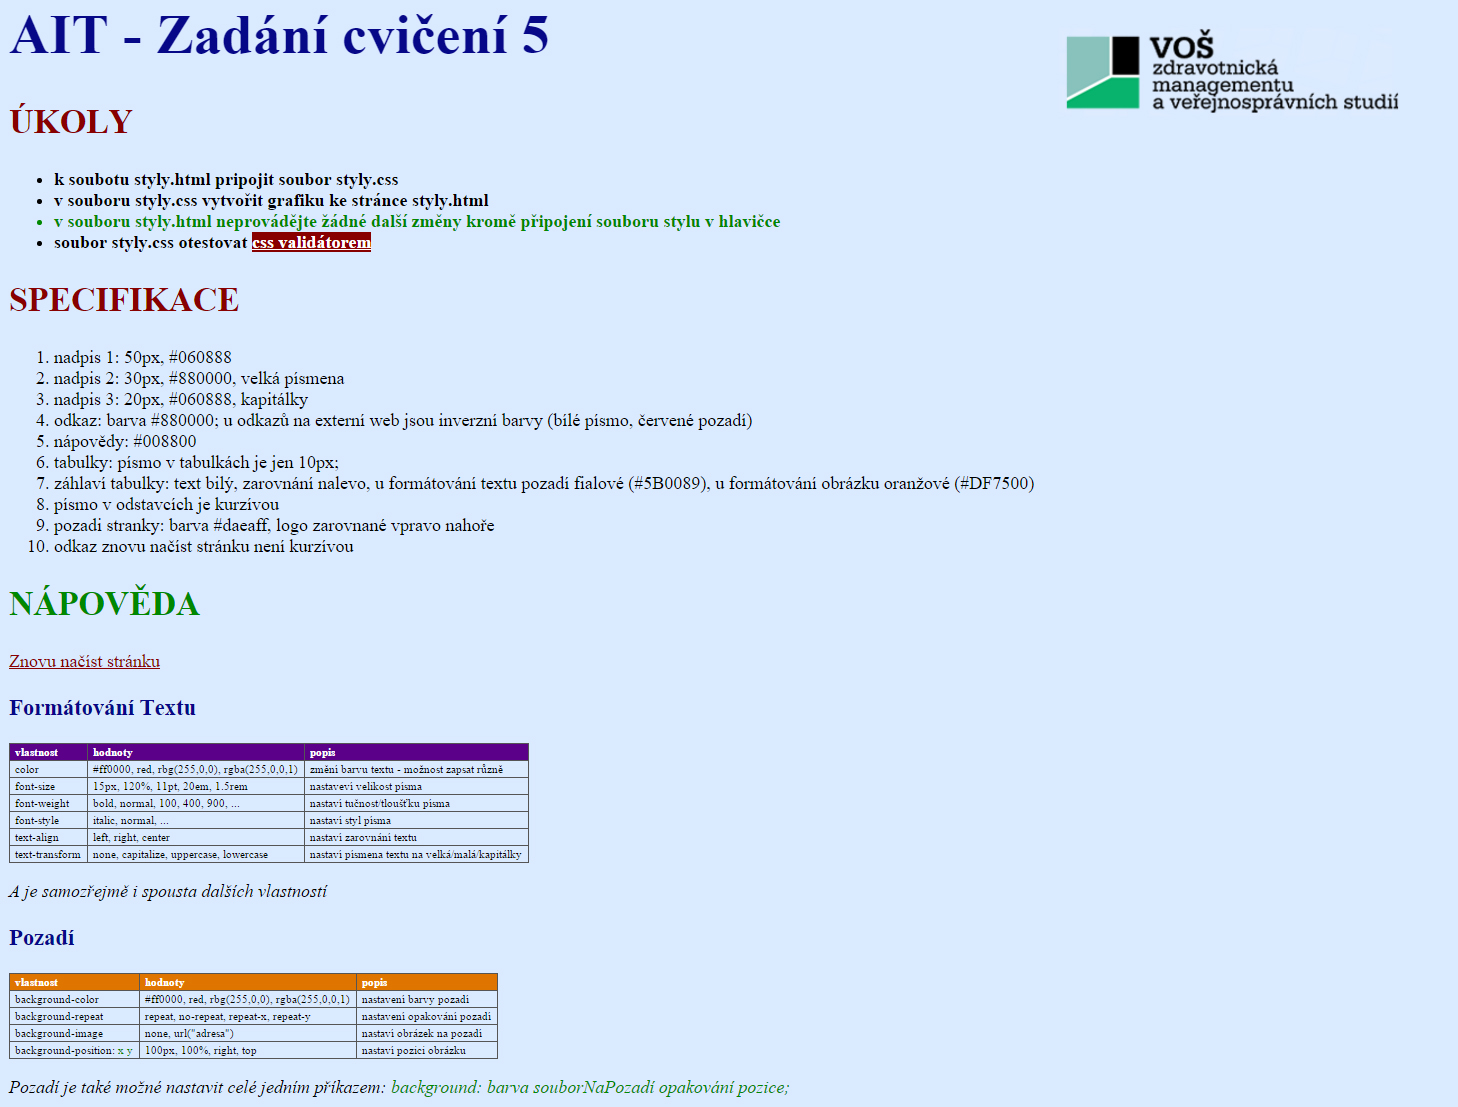 AIT - Zadání cvičení 5
VOŠ
zdravotnická
managementu
a veřejnosprávních studií
ÚKOLY
• k soubotu styly.html pripojit soubor styly.css
• v souboru styly.css vytvořit grafiku ke stránce styly.html
• v souboru styly.html neprovádějte žádné další změny kromě připojení souboru stylu v hlavičce
• soubor styly.css otestovat css validátorem
SPECIFIKACE
1. nadpis 1: 50px, #060888
2. nadpis 2: 30px, #880000, velká písmena
3. nadpis 3: 20px, #060888, kapitálky
4. odkaz: barva #880000; u odkazů na externí web jsou inverzní barvy (bílé písmo, červené pozadí)
5. nápovědy: #008800
6. tabulky: písmo v tabulkách je jen 10px;
7. záhlaví tabulky: text bílý, zarovnání nalevo, u formátování textu pozadí fialové (#5B0089), u formátování obrázku oranžové (#DF7500)
8. písmo v odstavcích je kurzívou
9. pozadi stranky: barva #daeaff, logo zarovnané vpravo nahoře
10. odkaz znovu načíst stránku není kurzívou
NÁPOVĚDA
Znovu načíst stránku
Formátování Textu
vlastnost hodnoty popis
color #ff0000, red, rbg(255,0,0), rgba(255,0,0,1) změní barvu textu - možnost zapsat různě
font-size 15px, 120%, 11pt, 20em, 1.5rem nastaveví velikost písma
font-weight bold, normal, 100, 400, 900, ... nastaví tučnost/tloušťku písma
font-style italic, normal, ... nastaví styl písma
text-align left, right, center nastaví zarovnání textu
text-transform none, capitalize, uppercase, lowercase nastaví písmena textu na velká/malá/kapitálky
A je samozřejmě i spousta dalších vlastností
Pozadí
vlastnost hodnoty popis
background-color #ff0000, red, rbg(255,0,0), rgba(255,0,0,1) nastavení barvy pozadí
background-repeat repeat, no-repeat, repeat-x, repeat-y nastavení opakování pozadí
background-image none, url("adresa") nastaví obrázek na pozadí
background-position: x y 100px, 100%, right, top nastaví pozici obrázku
Pozadí je také možné nastavit celé jedním příkazem: background: barva souborNaPozadí opakování pozice;